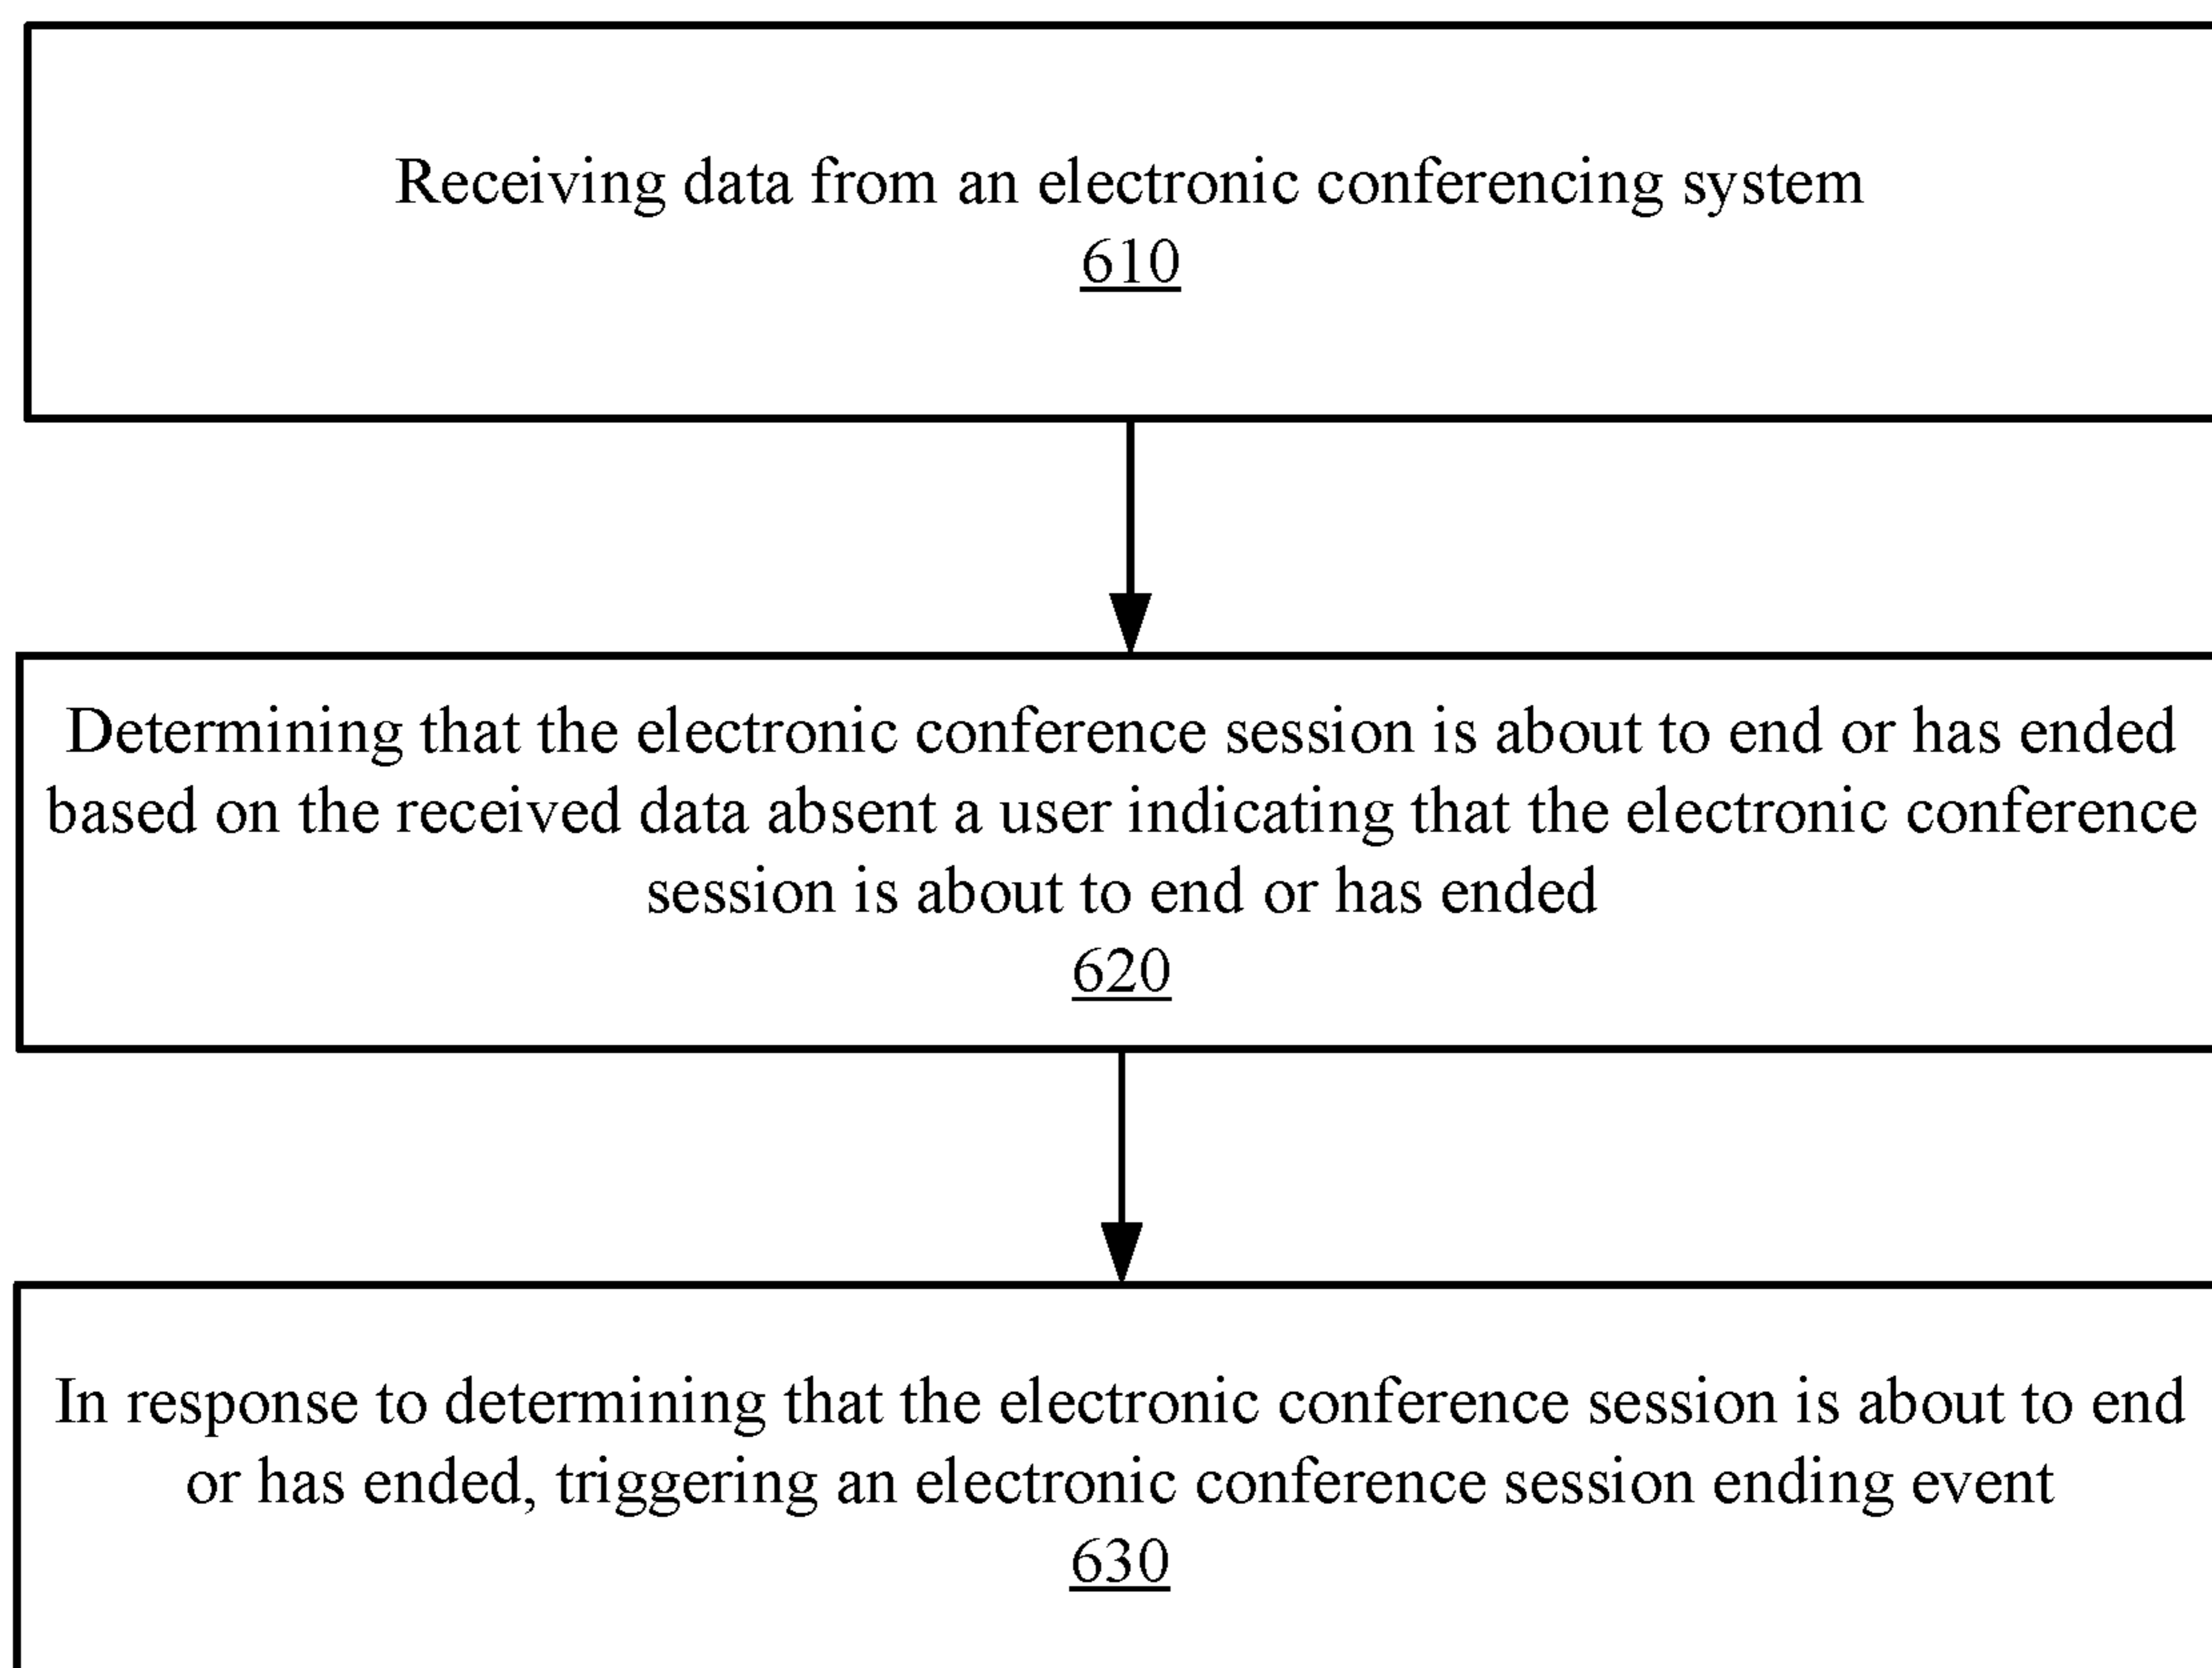 Receiving data from an electronic conferencing system
610
Determining that the electronic conference session is about to end or has ended
based on the received data absent a user indicating that the electronic conference
session is about to end or has ended
620
In response to determining that the electronic conference session is about to end
or has ended, triggering an electronic conference session ending event
630